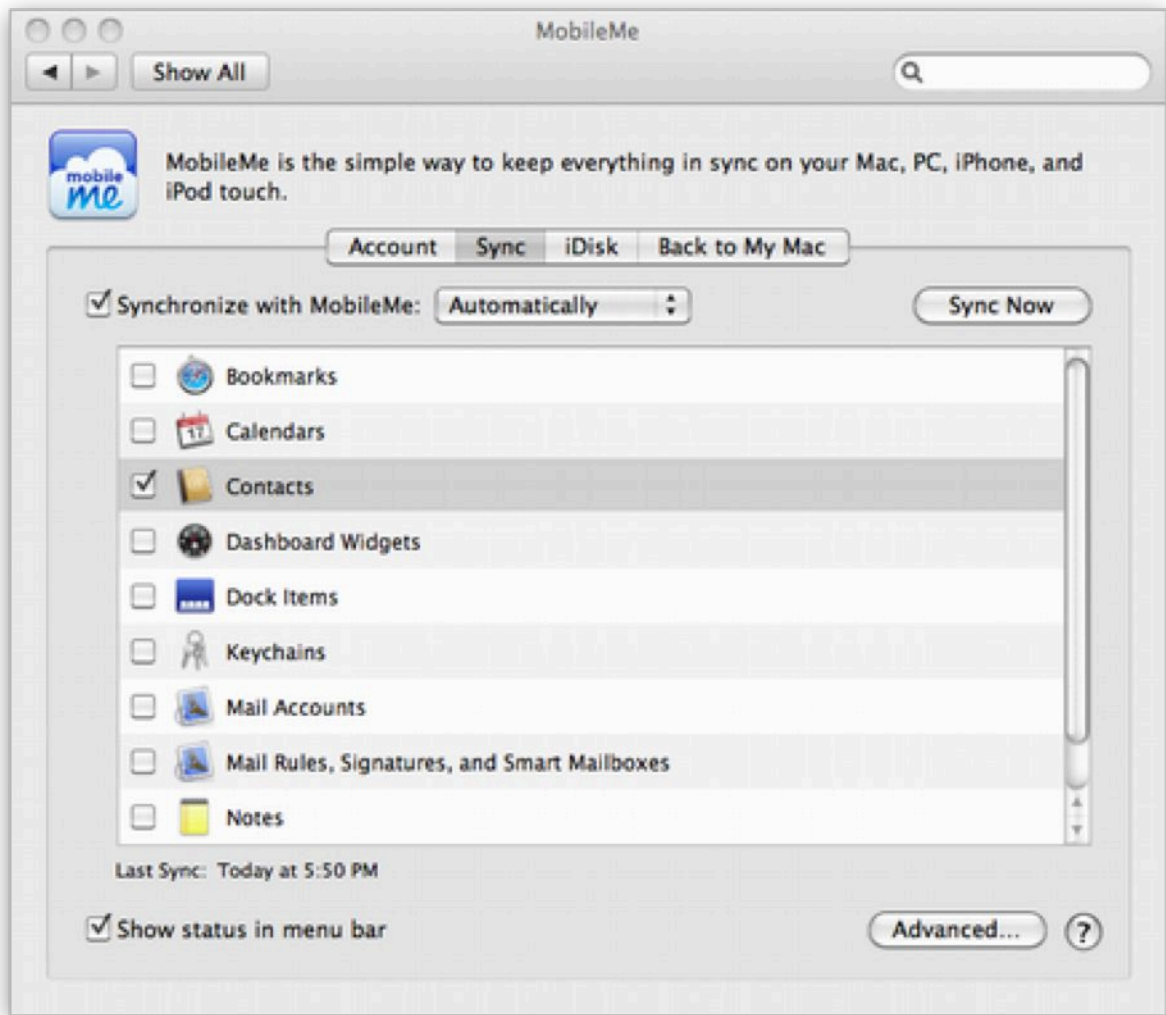 MobileMe
Show All
mobile
me
MobileMe is the simple way to keep everything in sync on your Mac, PC, iPhone, and
iPod touch.
Account Sync iDisk Back to My Mac
Synchronize with MobileMe: Automatically Sync Now
Bookmarks
17 Calendars
Contacts
Dashboard Widgets
Dock Items
Keychains
Mail Accounts
Mail Rules, Signatures, and Smart Mailboxes
Notes
Last Sync: Today at 5:50 PM
Show status in menu bar Advanced... ?